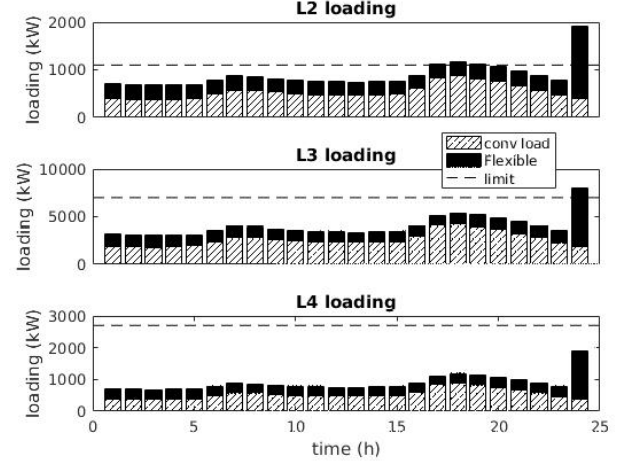 L2 loading
2000
1000
0
loading (kW)
L3 loading
conv load
Flexible
limit
10000
5000
0
loading (kW)
L4 loading
3000
2000
1000
0
loading (kW)
0 5 10 15 20 25
time (h)